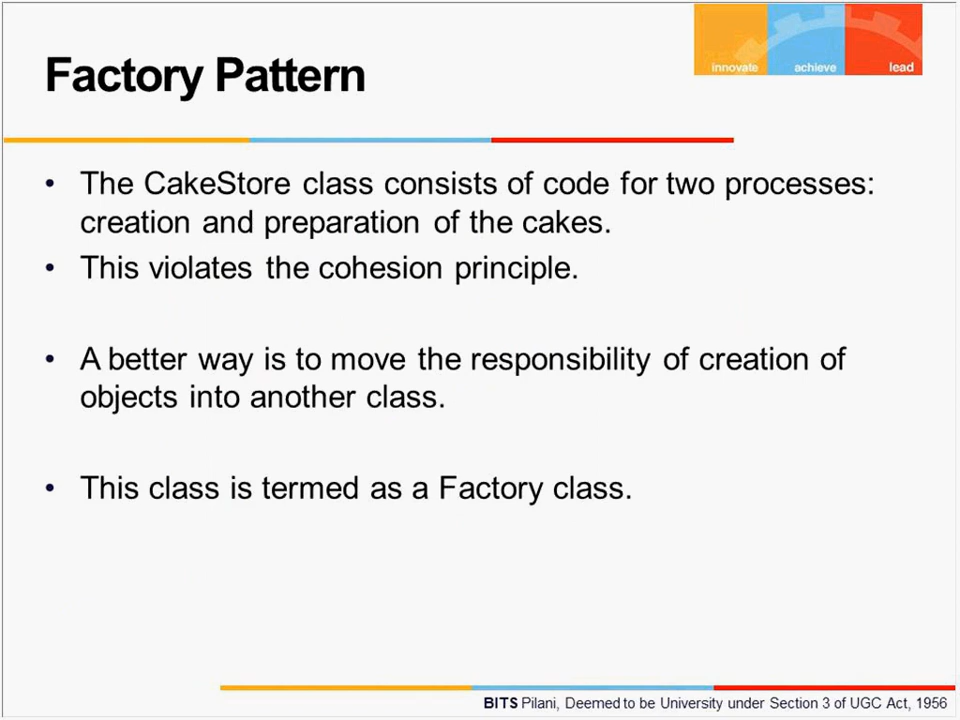 innovate achieve lead
Factory Pattern
• The CakeStore class consists of code for two processes:
creation and preparation of the cakes.
• This violates the cohesion principle.
• A better way is to move the responsibility of creation of
objects into another class.
• This class is termed as a Factory class.
BITS Pilani, Deemed to be University under Section 3 of UGC Act, 1956